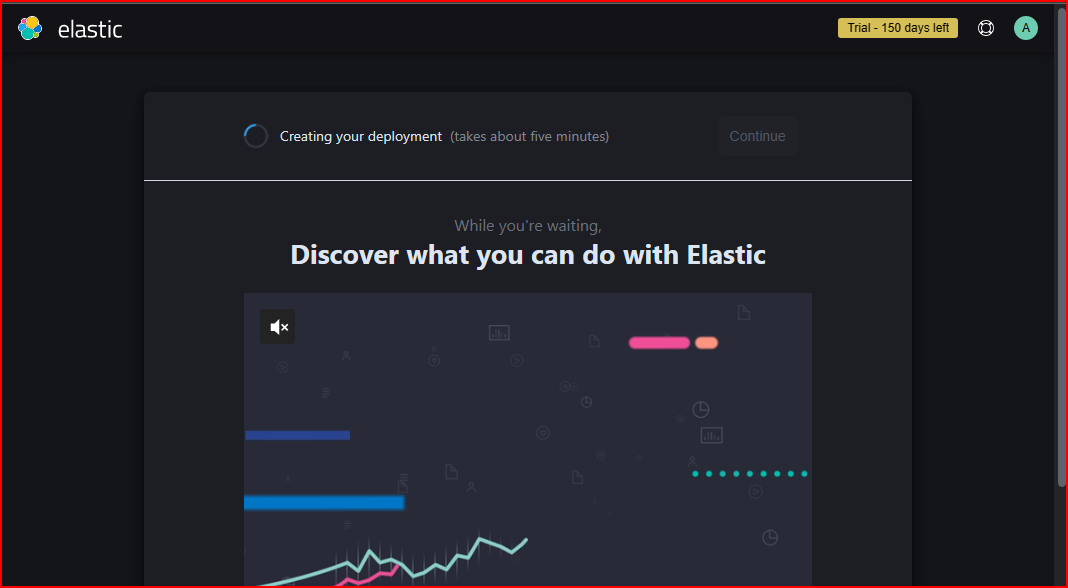 elastic
Trial - 150 days left
A
Creating your deployment (takes about five minutes)
Continue
While you're waiting,
Discover what you can do with Elastic